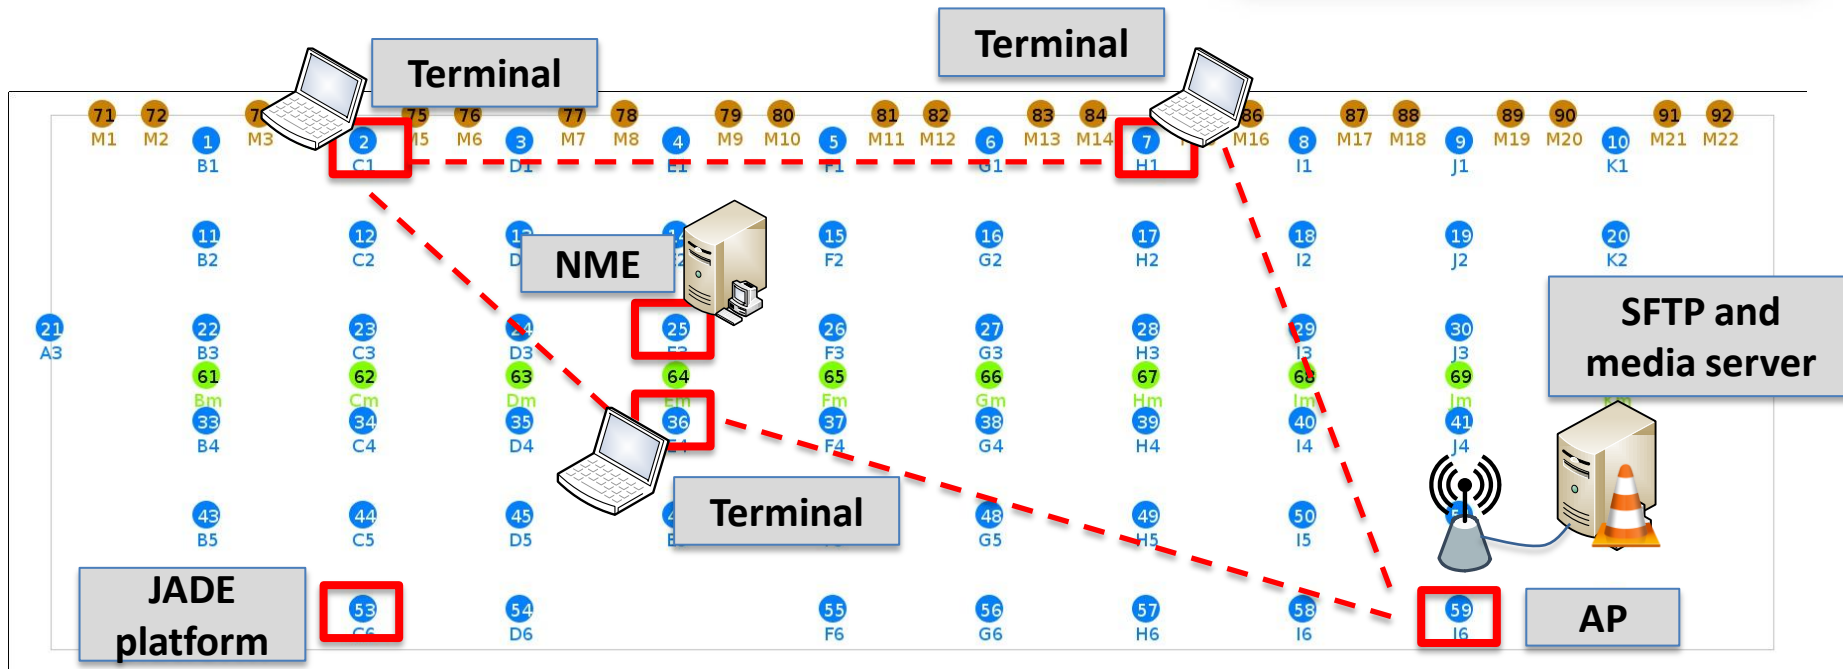 Terminal
Terminal
71 72 75 76 77 78 79 80 81 82 83 84 86 87 88 89 90 91 92
M1 M2 M3 M5 M6 M7 M8 M9 M10 M11 M12 M13 M14 M16 M17 M18 M19 M20 M21 M22
1 2 3 4 5 6 7 8 9 10
B1 C1 D1 E1 F1 G1 H1 I1 J1 K1
11 12 15 16 17 18 19 20
B2 C2 F2 G2 H2 I2 J2 K2
NME
SFTP and
media server
21 22 23 24 25 26 27 28 29 30
A3 B3 C3 D3 E3 F3 G3 H3 I3 J3
61 62 63 64 65 66 67 68 69
Bm Cm Dm Em Fm Gm Hm Im Jm
33 34 35 36 37 38 39 40 41
B4 C4 D4 E4 F4 G4 H4 I4 J4
Terminal
43 44 45 48 49 50
B5 C5 D5 G5 H5 I5
JADE
platform
53 54 55 56 57 58 59
C6 D6 F6 G6 H6 I6 J6
AP